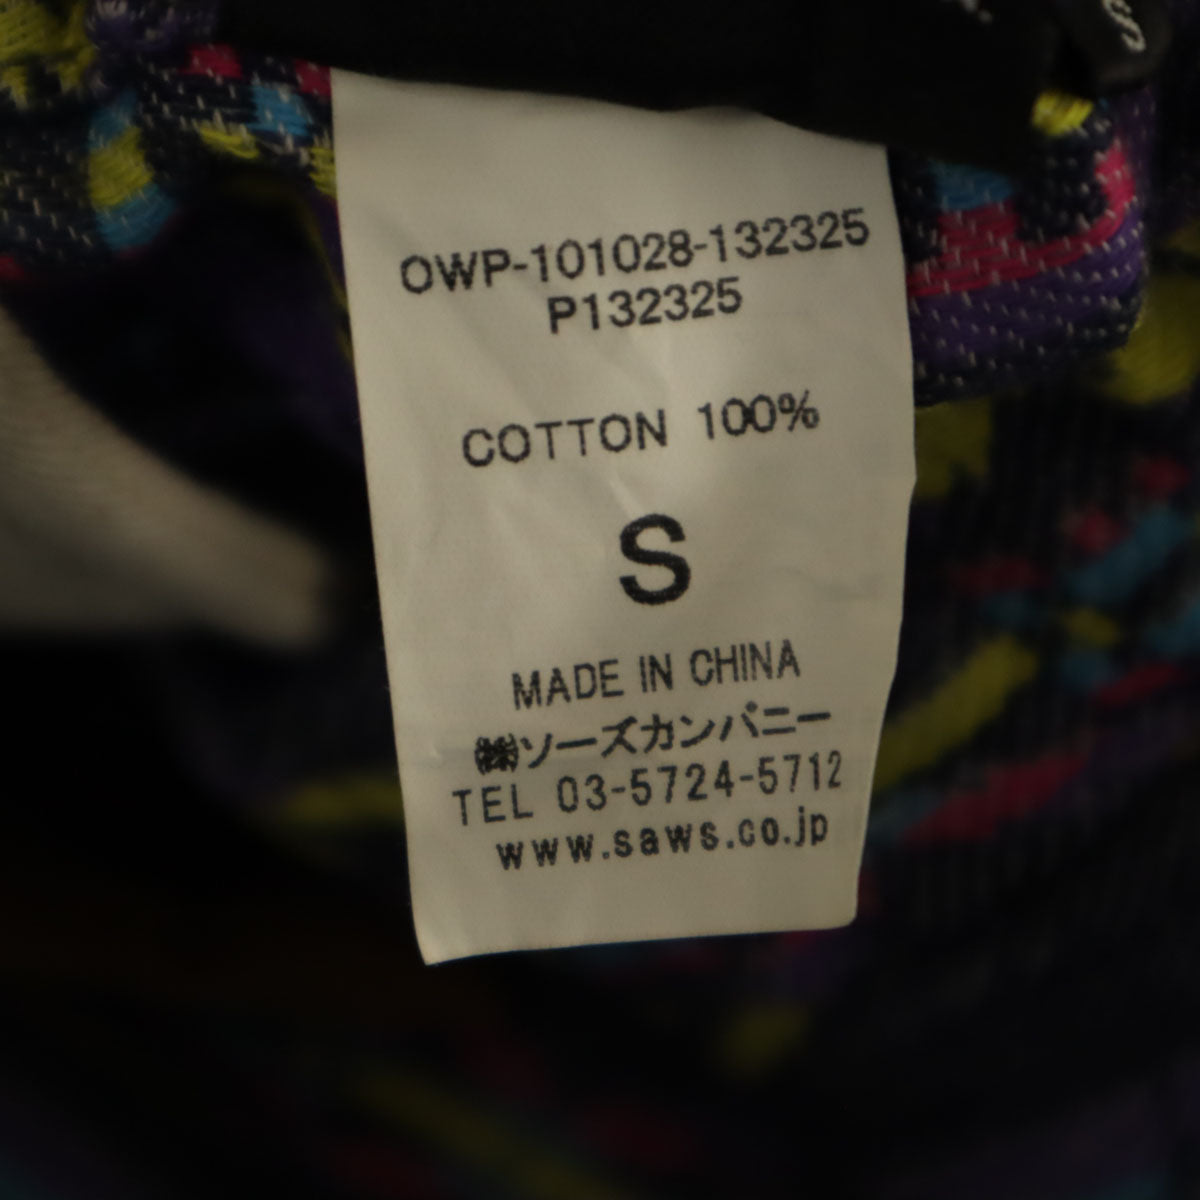 OWP-101028-132325
P132325
COTTON 100%
S
MADE IN CHINA
㈱ソーズカンパニー
TEL 03-5724-5712
www.saws.co.jp